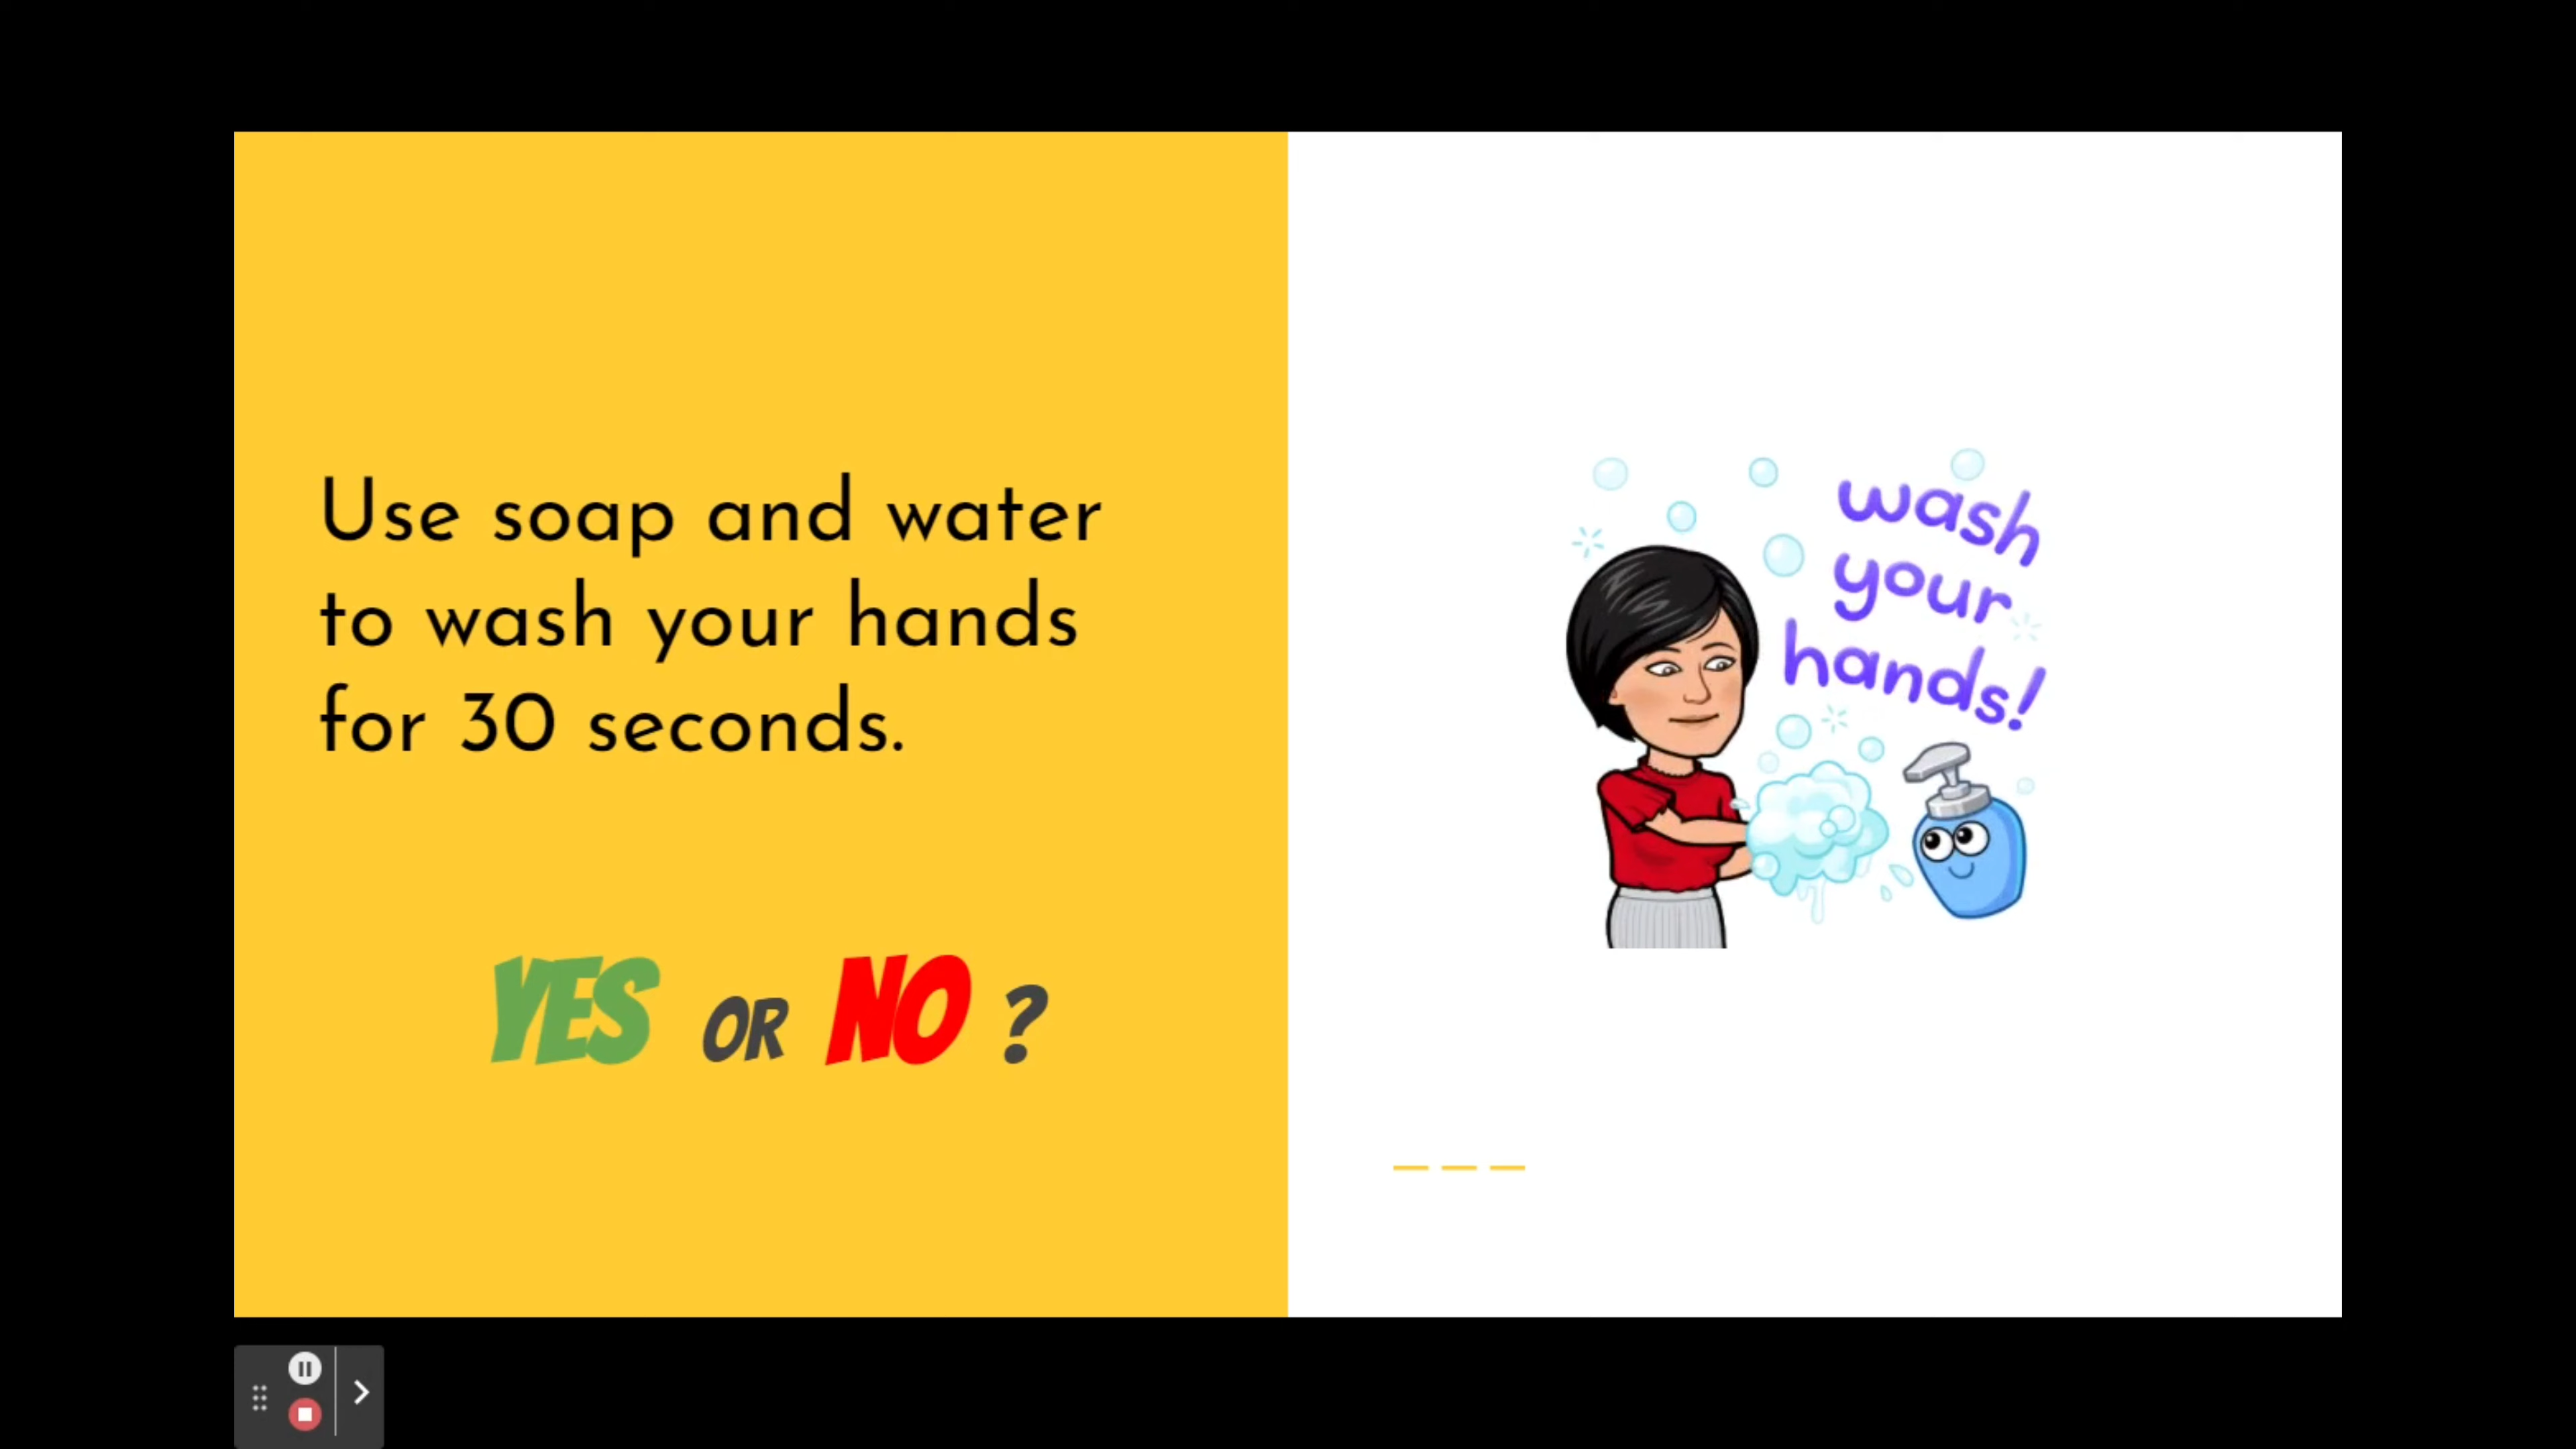 Use soap and water
to wash your hands
for 30 seconds.
YES OR NO ?
wash
your
hands!